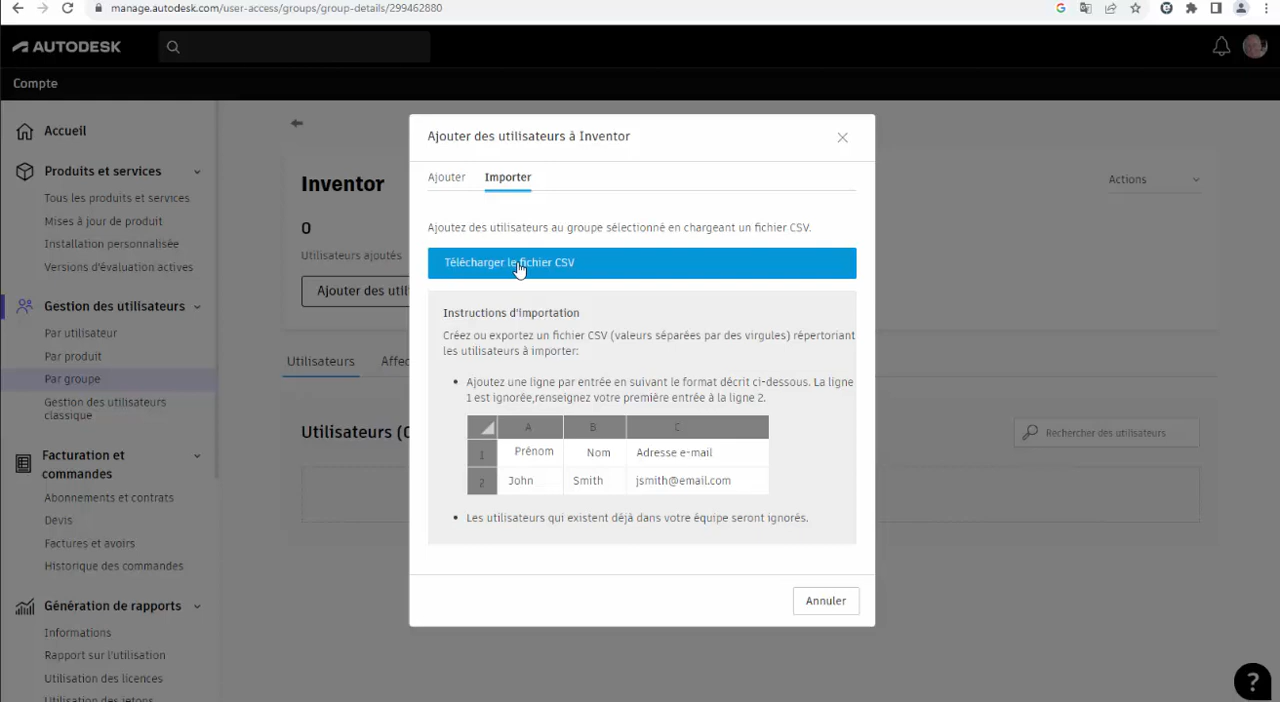 manage.autodesk.com/user-access/groups/group-details/299462880
AUTODESK
Compte
Accueil
Produits et services
Tous les produits et services
Mises à jour de produit
Installation personnalisée
Versions d'évaluation actives
Gestion des utilisateurs
Par utilisateur
Par produit
Par groupe
Gestion des utilisateurs
classique
Facturation et
commandes
Abonnements et contrats
Devis
Factures et avoirs
Historique des commandes
Génération de rapports
Informations
Rapport sur l'utilisation
Utilisation des licences
Utilisation des jetons
Inventor
Actions
0
Utilisateurs ajoutés
Ajouter des util
Utilisateurs
Affec
Utilisateurs (0
Rechercher des utilisateurs
Ajouter des utilisateurs à Inventor
Ajouter
Importer
Ajoutez des utilisateurs au groupe sélectionné en chargeant un fichier CSV.
Télécharger le fichier CSV
Instructions d'importation
Créez ou exportez un fichier CSV (valeurs séparées par des virgules) répertoriant
les utilisateurs à importer:
• Ajoutez une ligne par entrée en suivant le format décrit ci-dessous. La ligne
1 est ignorée,renseignez votre première entrée à la ligne 2.
A B C
1 Prénom Nom Adresse e-mail
2 John Smith jsmith@email.com
• Les utilisateurs qui existent déjà dans votre équipe seront ignorés.
Annuler
?